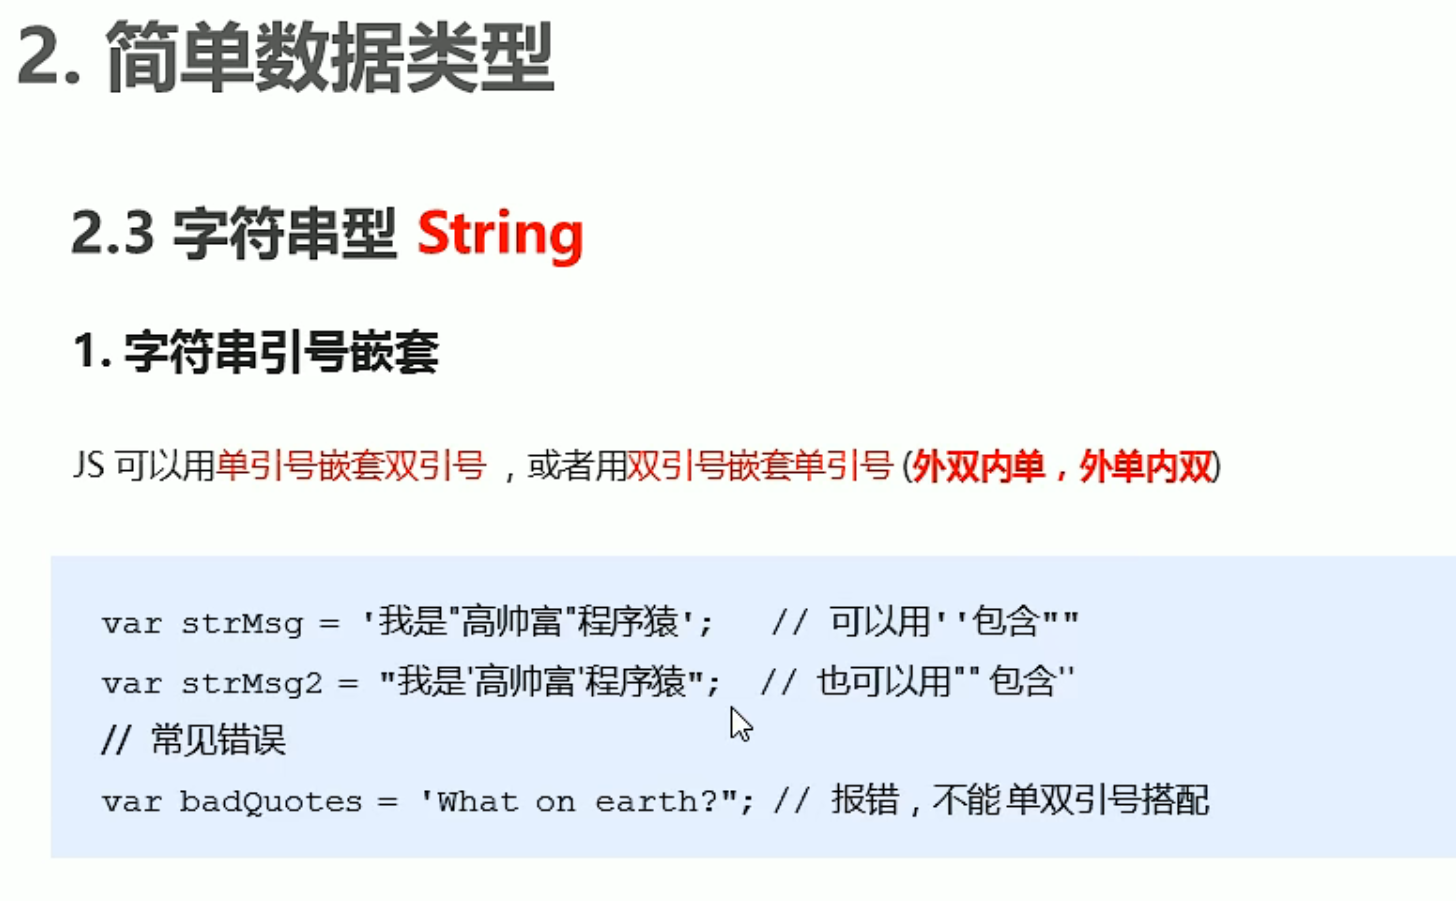 2. 简单数据类型
2.3 字符串型 String
1. 字符串引号嵌套
JS 可以用单引号嵌套双引号 ，或者用双引号嵌套单引号 (外双内单，外单内双)
var strMsg = '我是"高帅富"程序猿';   // 可以用''包含""
var strMsg2 = "我是'高帅富'程序猿";  // 也可以用"" 包含''
// 常见错误
var badQuotes = 'What on earth?"; // 报错，不能 单双引号搭配